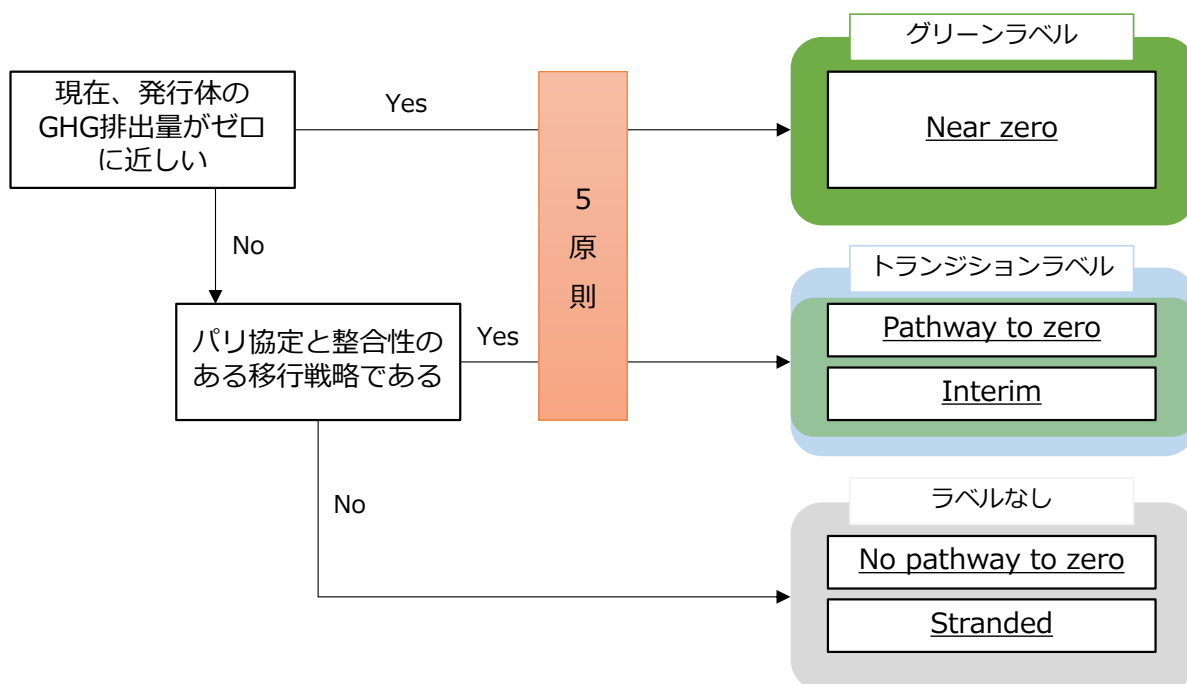 グリーンラベル
現在、発行体の
GHG排出量がゼロ
に近しい
Yes
Near zero
5
原
則
No
トランジションラベル
パリ協定と整合性の
ある移行戦略である
Yes
Pathway to zero
Interim
No
ラベルなし
No pathway to zero
Stranded